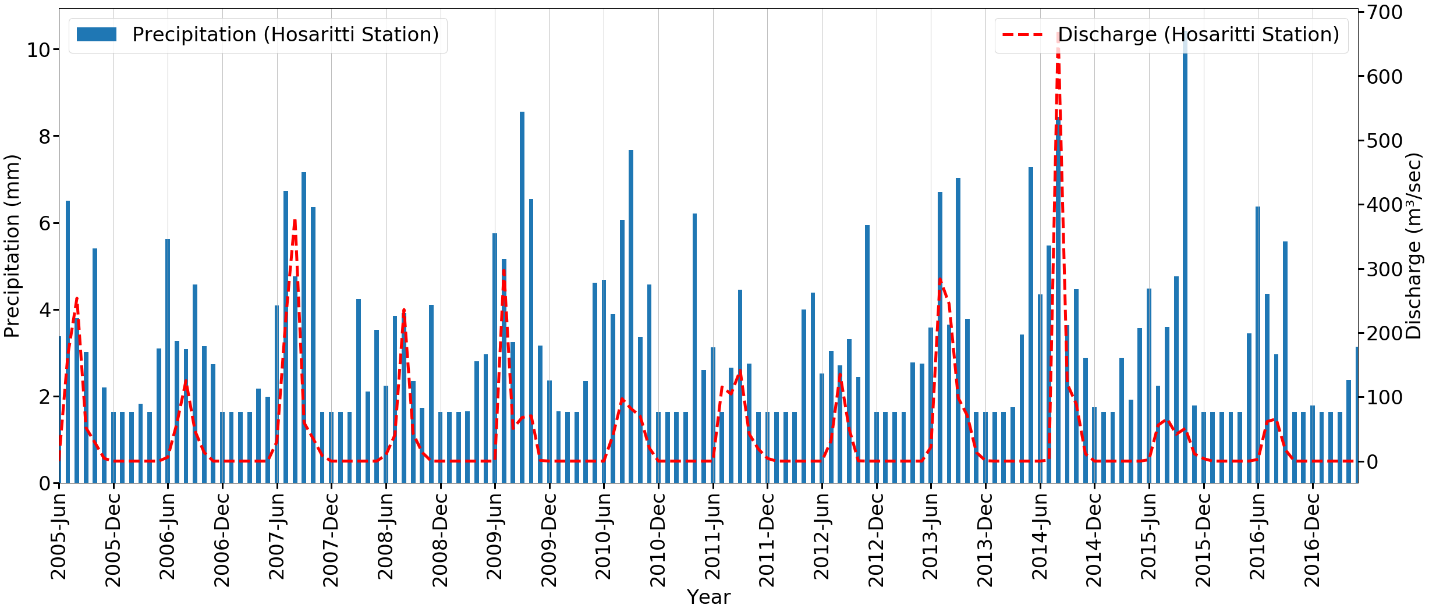 Precipitation (Hosaritti Station)
Discharge (Hosaritti Station)
Precipitation (mm)
10
8
6
4
2
0
Discharge (m³/sec)
700
600
500
400
300
200
100
0
2005-Jun
2005-Dec
2006-Jun
2006-Dec
2007-Jun
2007-Dec
2008-Jun
2008-Dec
2009-Jun
2009-Dec
2010-Jun
2010-Dec
2011-Jun
2011-Dec
2012-Jun
2012-Dec
2013-Jun
2013-Dec
2014-Jun
2014-Dec
2015-Jun
2015-Dec
2016-Jun
2016-Dec
Year